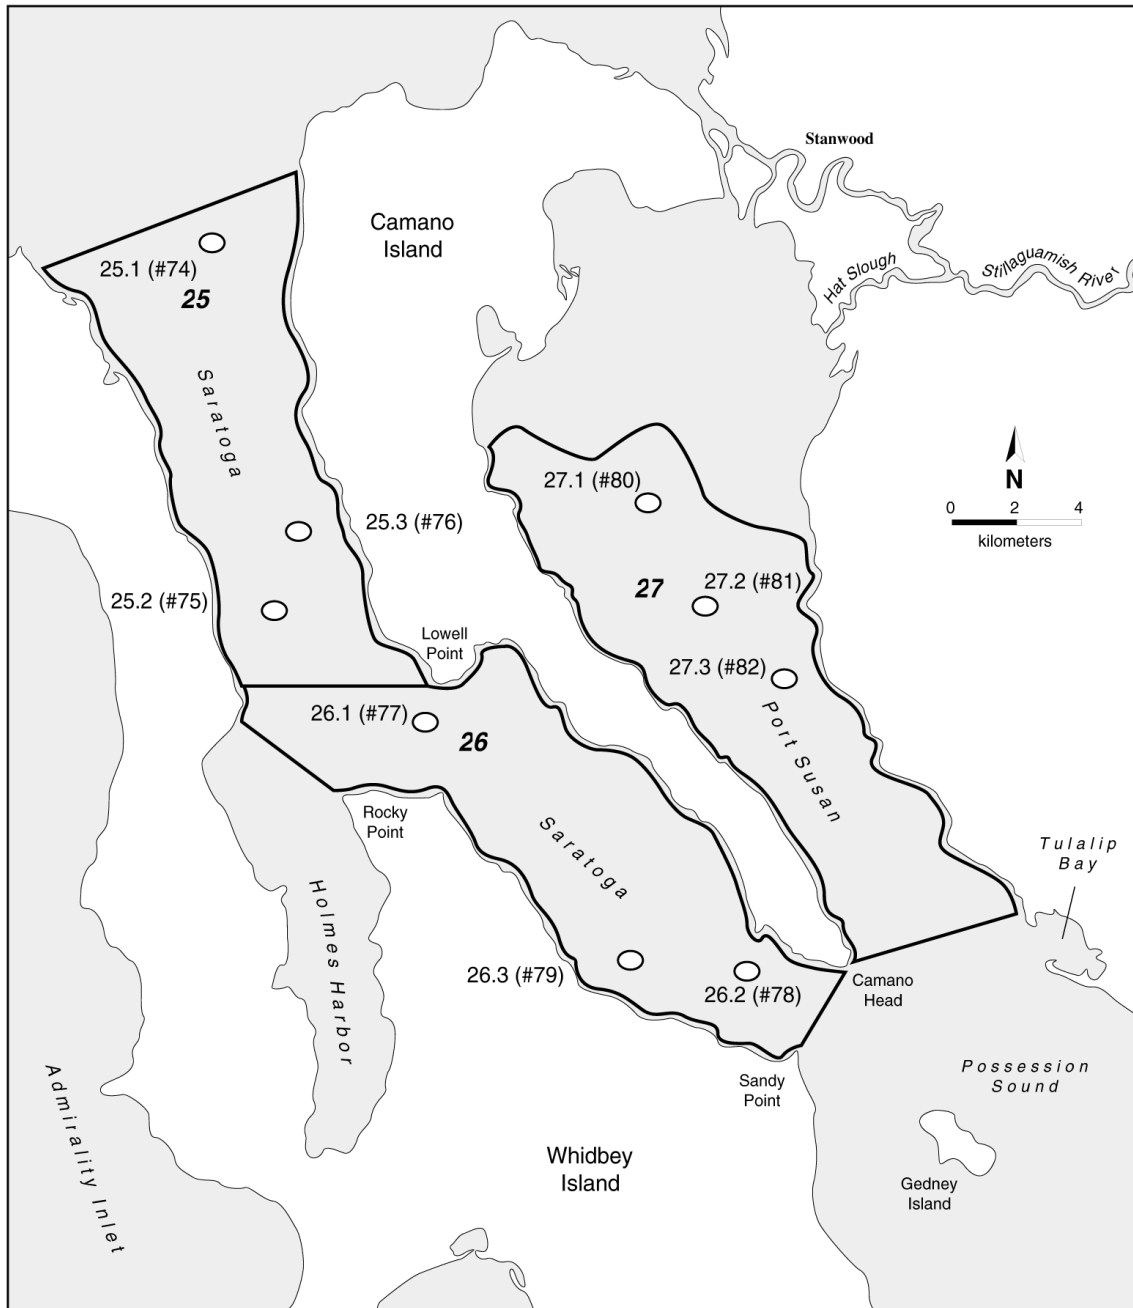 Stanwood
Camano
Island
Hat Slough
Stillaguamish River
25.1 (#74)
25
Saratoga
27.1 (#80)
N
0 2 4
kilometers
25.3 (#76)
27
27.2 (#81)
25.2 (#75)
Lowell
Point
27.3 (#82)
26.1 (#77)
26
Port Susan
Rocky
Point
Saratoga
Tulalip
Bay
Holmes Harbor
26.3 (#79)
26.2 (#78)
Camano
Head
Possession
Sound
Sandy
Point
Admirality Inlet
Whidbey
Island
Gedney
Island